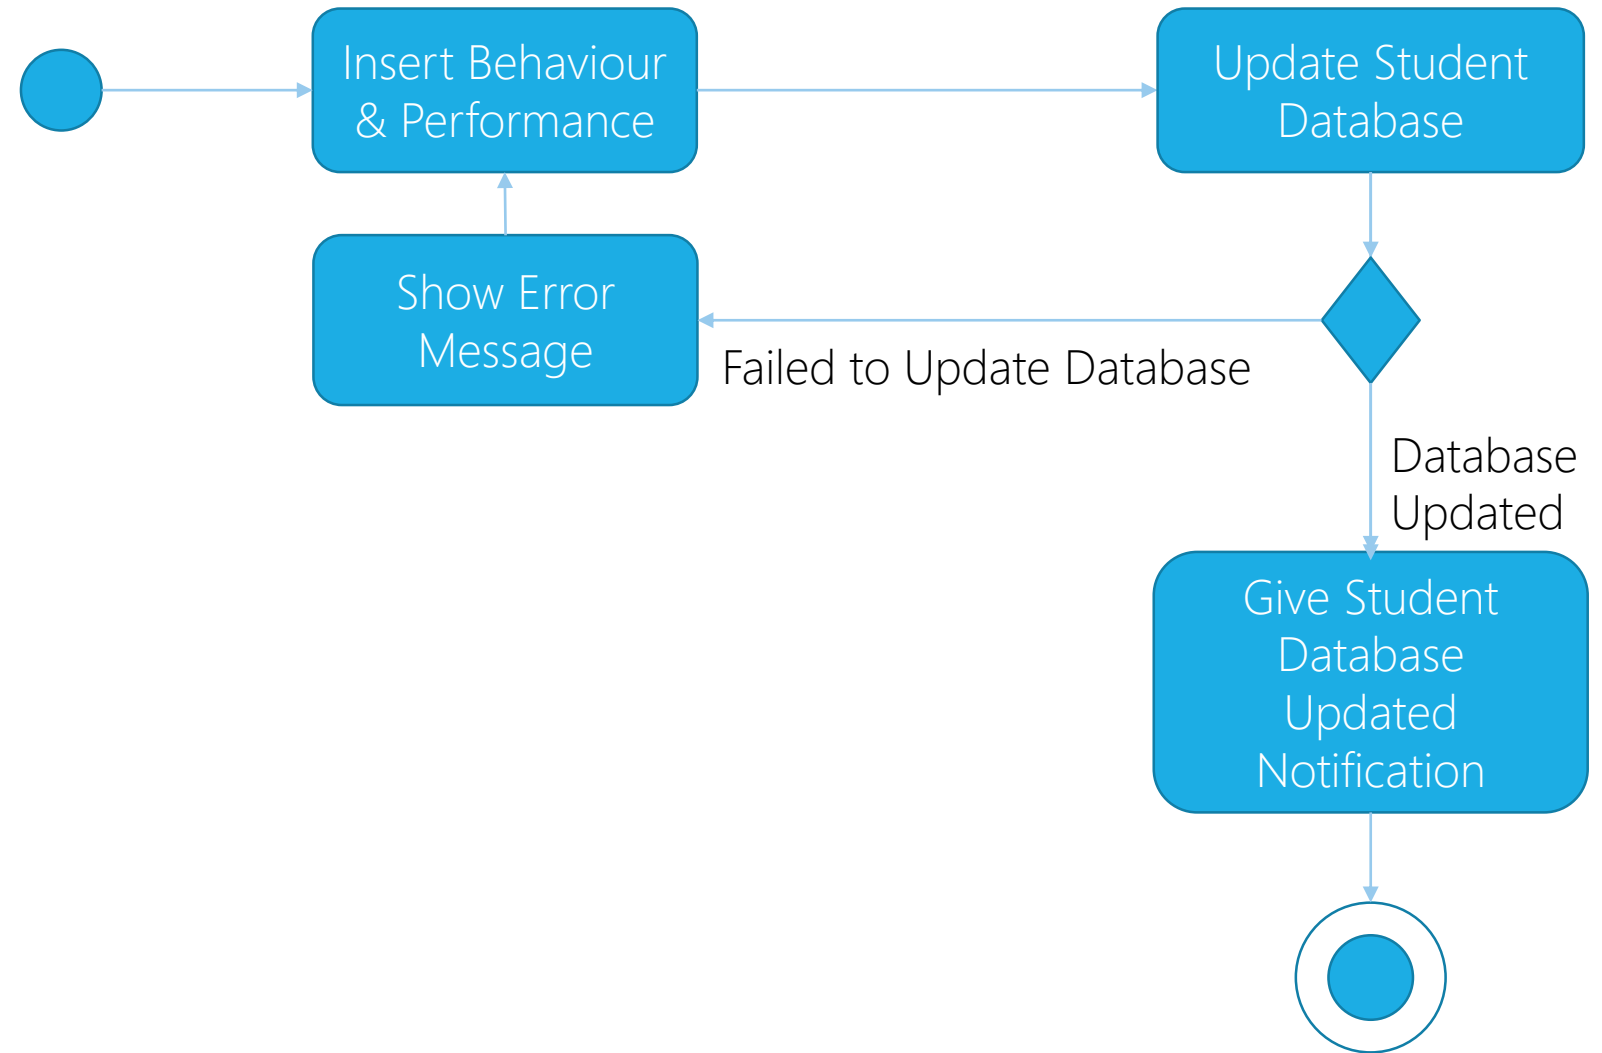 Insert Behaviour
& Performance
Update Student
Database
Show Error
Message
Failed to Update Database
Database
Updated
Give Student
Database
Updated
Notification